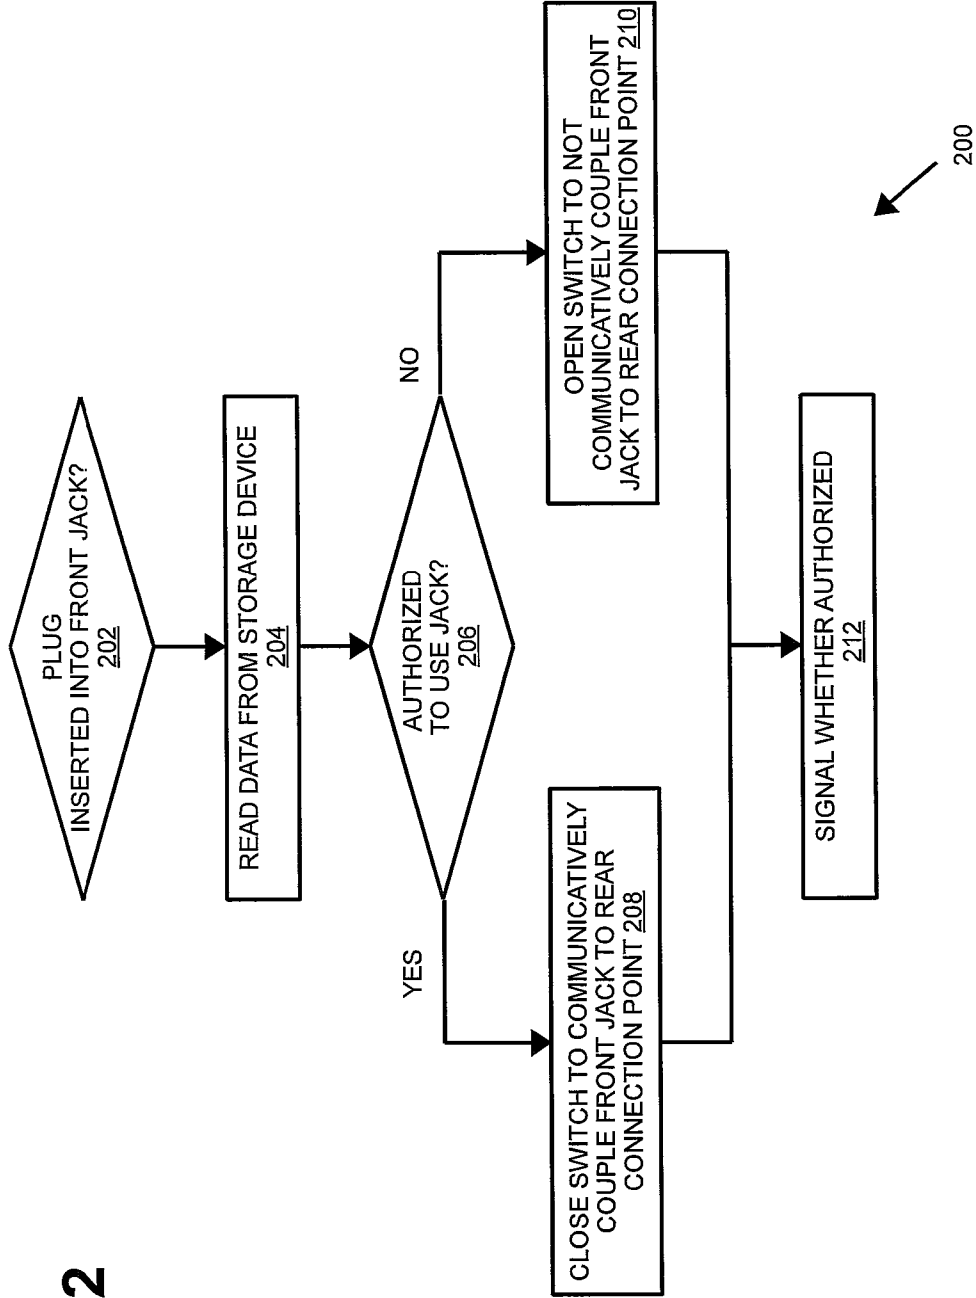 PLUG
INSERTED INTO FRONT JACK?
202
READ DATA FROM STORAGE DEVICE
204
AUTHORIZED
TO USE JACK?
206
YES
NO
CLOSE SWITCH TO COMMUNICATIVELY
COUPLE FRONT JACK TO REAR
CONNECTION POINT 208
OPEN SWITCH TO NOT
COMMUNICATIVELY COUPLE FRONT
JACK TO REAR CONNECTION POINT 210
SIGNAL WHETHER AUTHORIZED
212
200
2